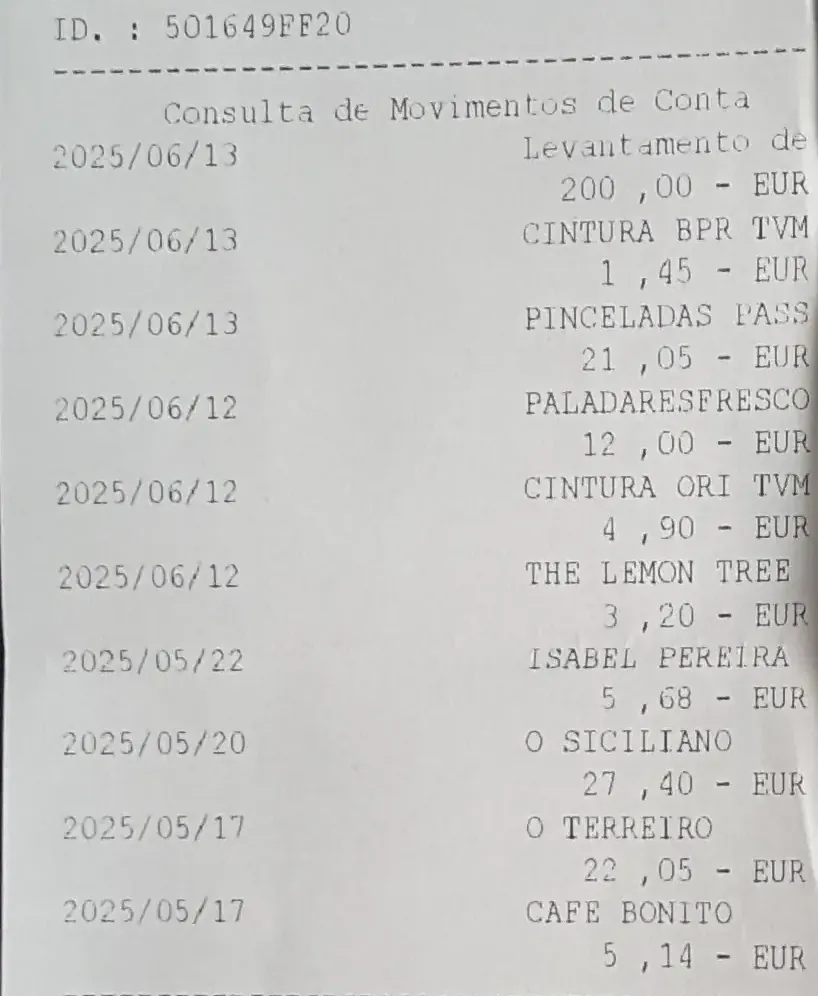 ID. : 501649FF20
Consulta de Movimentos de Conta
2025/06/13 Levantamento de
200 ,00 - EUR
2025/06/13 CINTURA BPR TVM
1 ,45 - EUR
2025/06/13 PINCELADAS PASS
21 ,05 - EUR
2025/06/12 PALADARESFRESCO
12 ,00 - EUR
2025/06/12 CINTURA ORI TVM
4 ,90 - EUR
2025/06/12 THE LEMON TREE
3 ,20 - EUR
2025/05/22 ISABEL PEREIRA
5 ,68 - EUR
2025/05/20 O SICILIANO
27 ,40 - EUR
2025/05/17 O TERREIRO
22 ,05 - EUR
2025/05/17 CAFE BONITO
5 ,14 - EUR